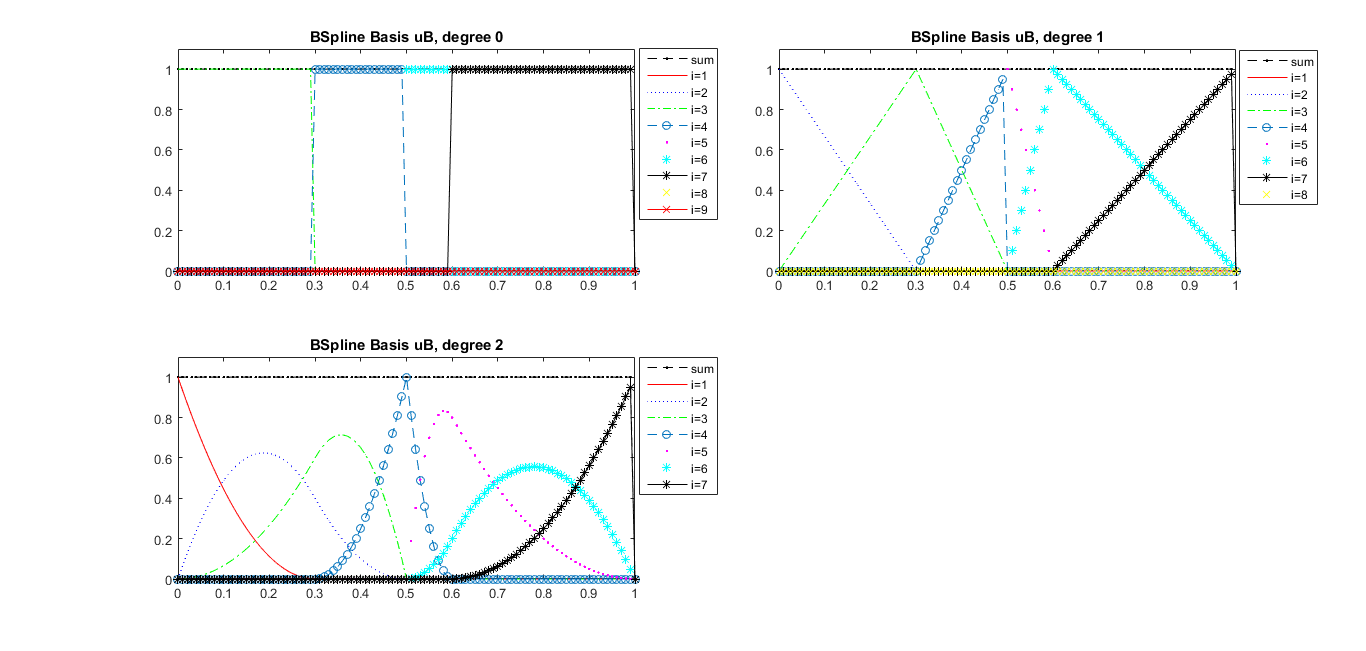 BSpline Basis uB, degree 0
1
0.8
0.6
0.4
0.2
0
0 0.1 0.2 0.3 0.4 0.5 0.6 0.7 0.8 0.9 1
sum
i=1
i=2
i=3
i=4
i=5
i=6
i=7
i=8
i=9
BSpline Basis uB, degree 1
1
0.8
0.6
0.4
0.2
0
0 0.1 0.2 0.3 0.4 0.5 0.6 0.7 0.8 0.9 1
sum
i=1
i=2
i=3
i=4
i=5
i=6
i=7
i=8
BSpline Basis uB, degree 2
1
0.8
0.6
0.4
0.2
0
0 0.1 0.2 0.3 0.4 0.5 0.6 0.7 0.8 0.9 1
sum
i=1
i=2
i=3
i=4
i=5
i=6
i=7